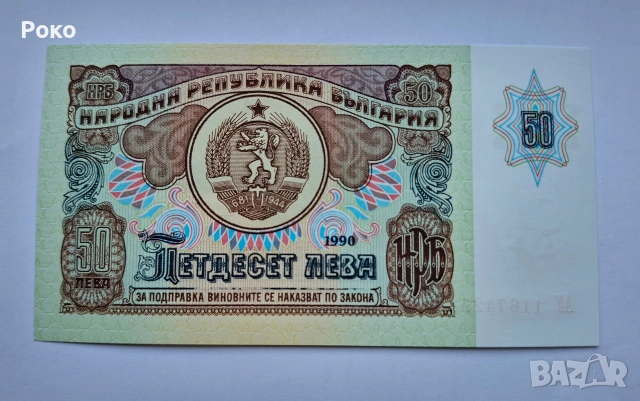 Роко
НРБ 50
НАРОДНА РЕПУБЛИКА БЪЛГАРИЯ
50
681 1944
1990
ПЕТДЕСЕТ ЛЕВА
50 ЛЕВА
НРБ
ЗА ПОДПРАВКА ВИНОВНИТЕ СЕ НАКАЗВАТ ПО ЗАКОНА
BAZAR